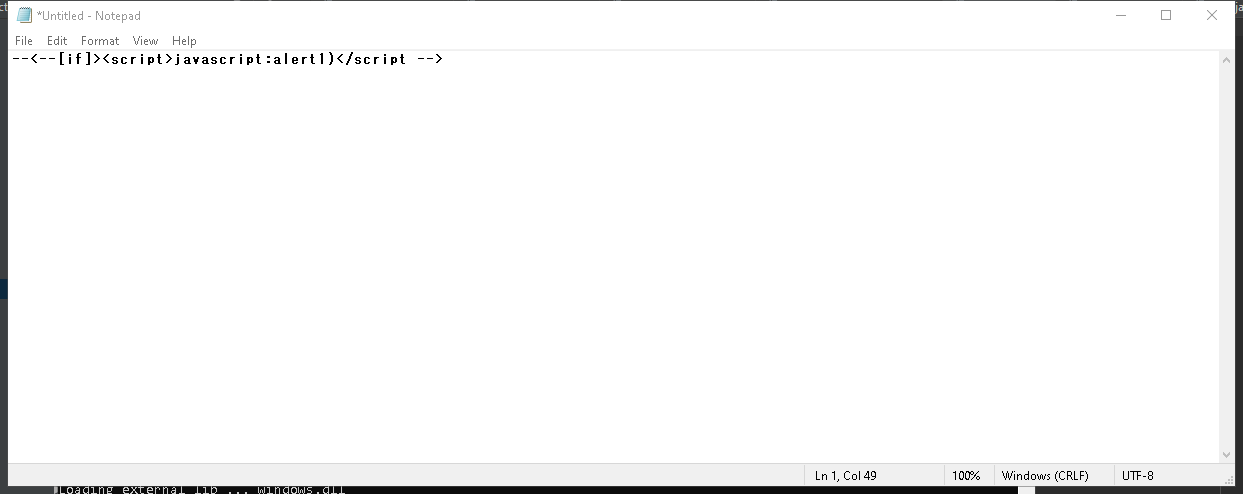 *Untitled - Notepad
File Edit Format View Help
--<--[if]><script>javascript:alert1)</script -->
Ln 1, Col 49 100% Windows (CRLF) UTF-8
Loading external lib ... windows.dll